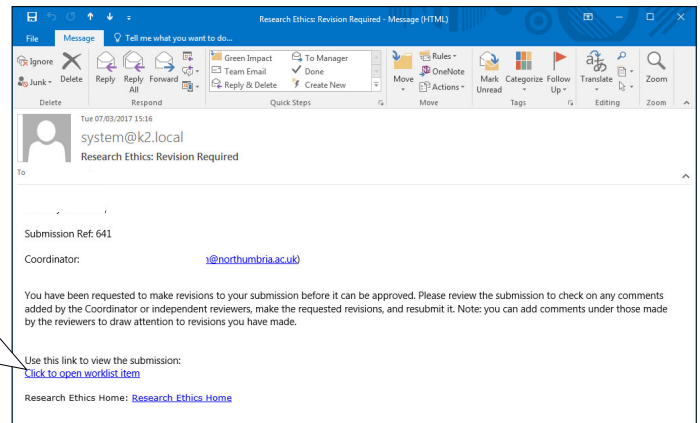 Research Ethics: Revision Required - Message (HTML)
File Message Tell me what you want to do...
Ignore
Junk
Delete
Reply
Reply All
Forward
Green Impact
Team Email
Reply & Delete
To Manager
Done
Create New
Move
Rules
OneNote
Actions
Mark Unread
Categorize
Follow Up
Translate
Zoom
Delete Respond Quick Steps Move Tags Editing Zoom
Tue 07/03/2017 15:16
system@k2.local
Research Ethics: Revision Required
To
Submission Ref: 641
Coordinator: @northumbria.ac.uk)
You have been requested to make revisions to your submission before it can be approved. Please review the submission to check on any comments
added by the Coordinator or independent reviewers, make the requested revisions, and resubmit it. Note: you can add comments under those made
by the reviewers to draw attention to revisions you have made.
Use this link to view the submission:
Click to open worklist item
Research Ethics Home: Research Ethics Home